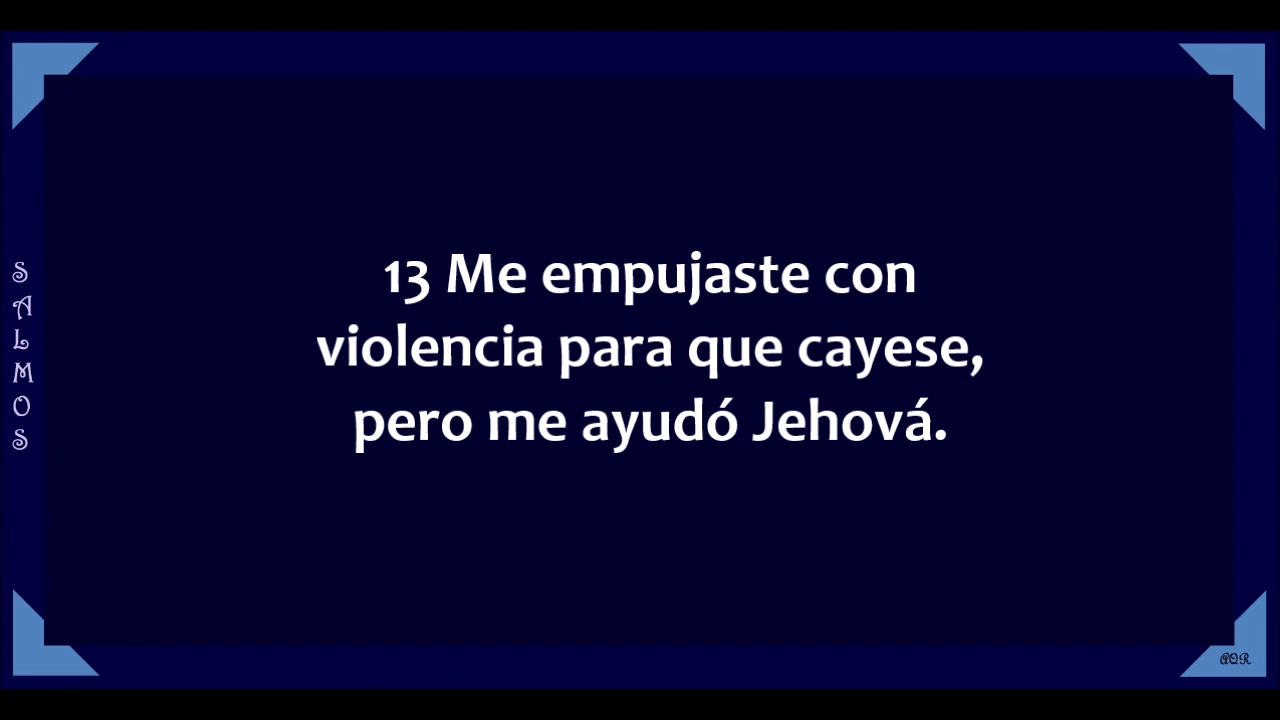 SALMOS
13 Me empujaste con
violencia para que cayese,
pero me ayudó Jehová.